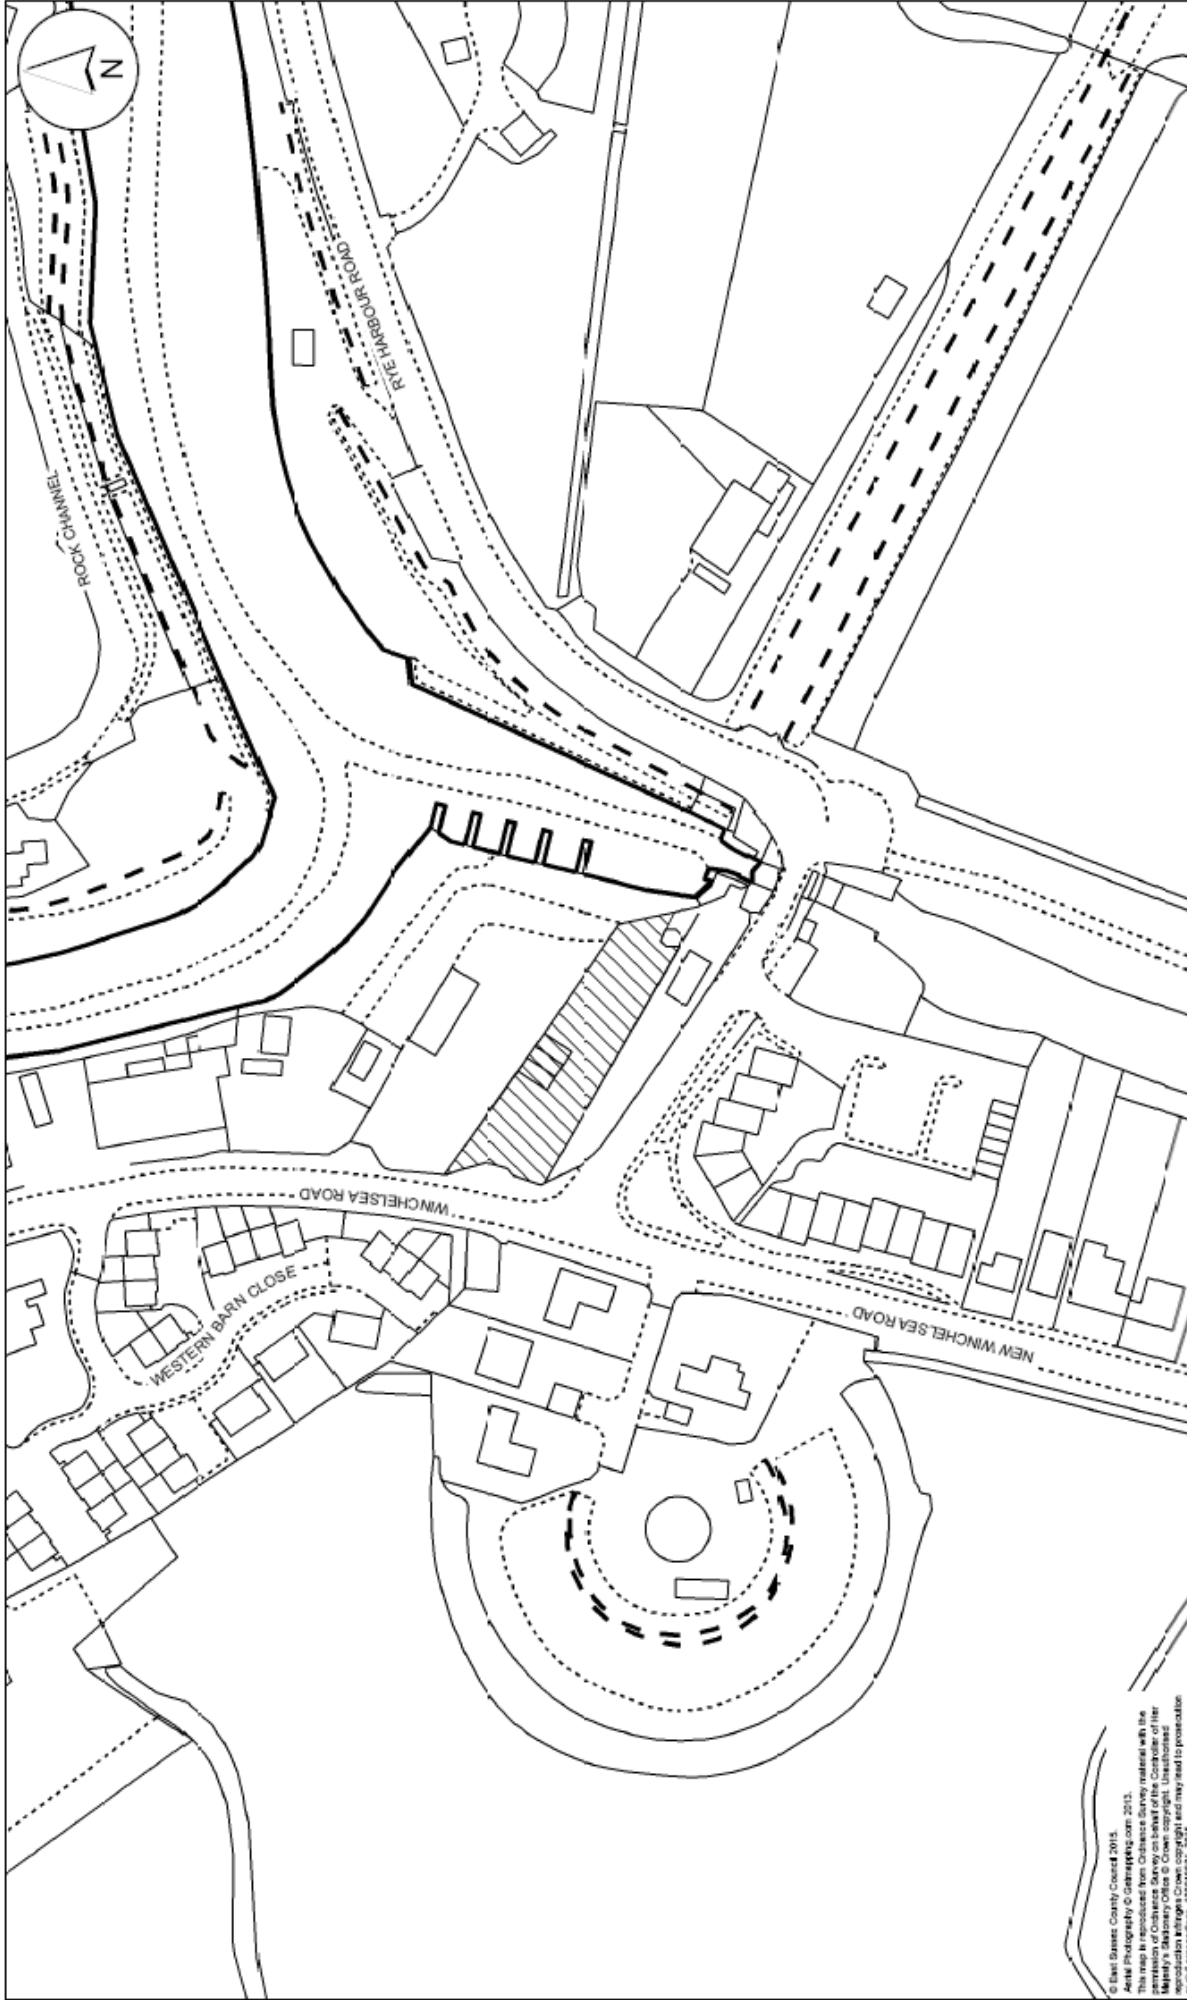 N
ROCK CHANNEL
RYE HARBOUR ROAD
WINCHELSEA ROAD
WESTERN BARN CLOSE
NEW WINCHELSEA ROAD
© East Sussex County Council 2015.
Aerial Photography © Getmapping.com 2013.
This map is reproduced from Ordnance Survey material with the
permission of Ordnance Survey on behalf of the Controller of Her
Majesty's Stationery Office © Crown copyright. Unauthorised
reproduction infringes Crown copyright and may lead to prosecution